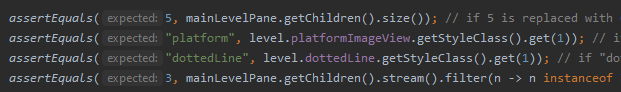 assertEquals( expected: 5, mainLevelPane.getChildren().size()); // if 5 is replaced with
assertEquals( expected: "platform", level.platformImageView.getStyleClass().get(1)); // i
assertEquals( expected: "dottedLine", level.dottedLine.getStyleClass().get(1)); // if "do
assertEquals( expected: 3, mainLevelPane.getChildren().stream().filter(n -> n instanceof